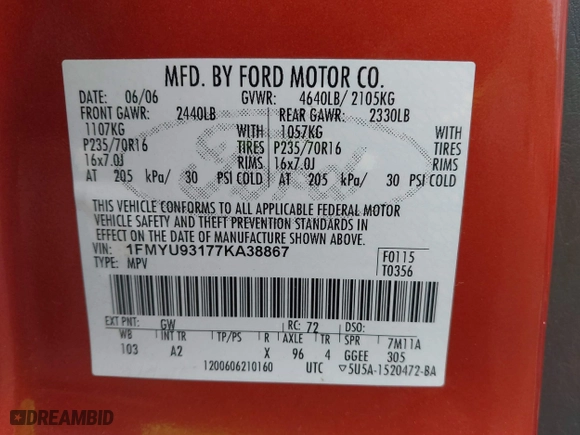 MFD. BY FORD MOTOR CO.
DATE: 06/06 GVWR: 4640LB/ 2105KG
FRONT GAWR: 2440LB REAR GAWR: 2330LB
1107KG WITH 1057KG WITH
P235/70R16 TIRES P235/70R16 TIRES
16x7.0J RIMS 16x7.0J RIMS
AT 205 kPa/ 30 PSI COLD AT 205 kPa/ 30 PSI COLD
THIS VEHICLE CONFORMS TO ALL APPLICABLE FEDERAL MOTOR
VEHICLE SAFETY AND THEFT PREVENTION STANDARDS IN
EFFECT ON THE DATE OF MANUFACTURE SHOWN ABOVE.
VIN: 1FMYU93177KA38867 F0115
TYPE: MPV T0356
EXT PNT: GW RC: 72 DSO:
WB INT TR TP/PS R AXLE TR SPR 7M11A
103 A2 X 96 4 GGEE 305
1200606210160 UTC ▽5U5A-1520472-BA
Ford
DREAMBID